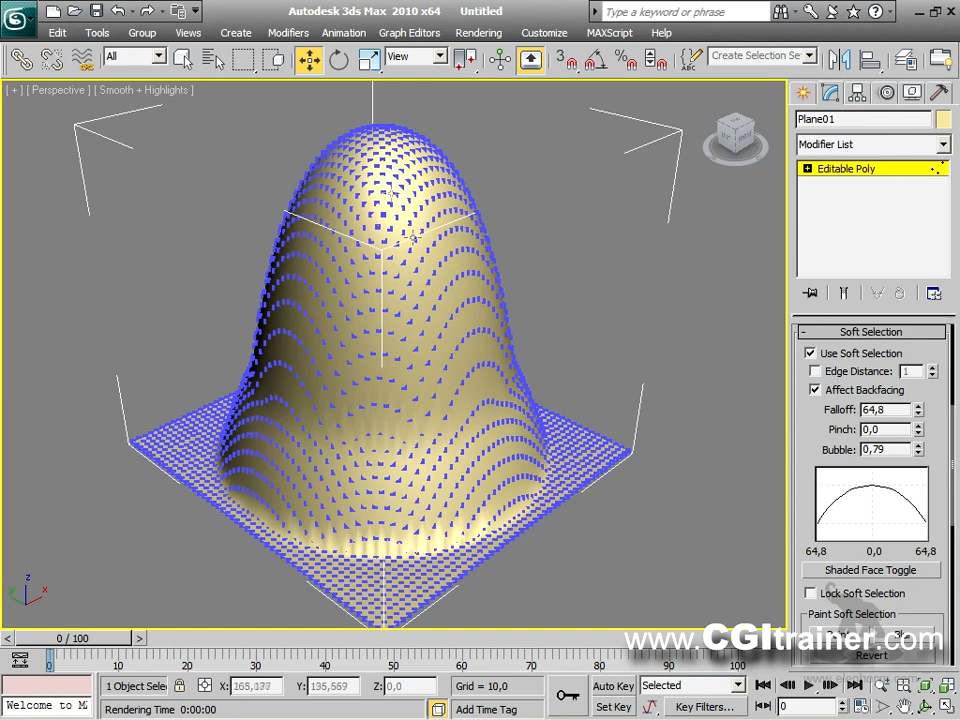 Autodesk 3ds Max 2010 x64 Untitled
Type a keyword or phrase
Edit Tools Group Views Create Modifiers Animation Graph Editors Rendering Customize MAXScript Help
All View Create Selection Se
[ + ] [ Perspective ] [ Smooth + Highlights ]
Plane01
Modifier List
Editable Poly
Soft Selection
Use Soft Selection
Edge Distance: 1
Affect Backfacing
Falloff: 64,8
Pinch: 0,0
Bubble: 0,79
64,8 0,0 64,8
Shaded Face Toggle
Lock Soft Selection
Paint Soft Selection
Revert
www.CGItrainer.com
z
x
y
0 / 100
0 10 20 30 40 50 60 70 80 90 100
1 Object Selec X: 165,177 Y: 195,569 Z: 0,0 Grid = 10,0 Auto Key Selected
Welcome to M Rendering Time 0:00:00 Add Time Tag Set Key Key Filters... 0